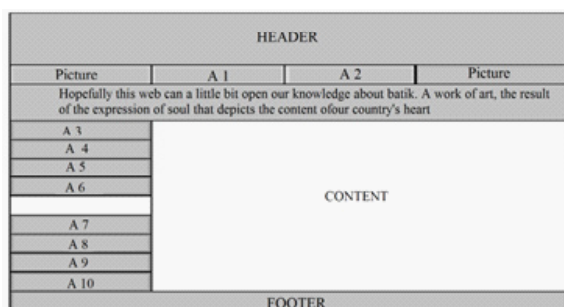 HEADER
Picture A 1 A 2 Picture
Hopefully this web can a little bit open our knowledge about batik. A work of art, the result
of the expression of soul that depicts the content ofour country's heart
A 3
A 4
A 5
A 6
CONTENT
A 7
A 8
A 9
A 10
FOOTER